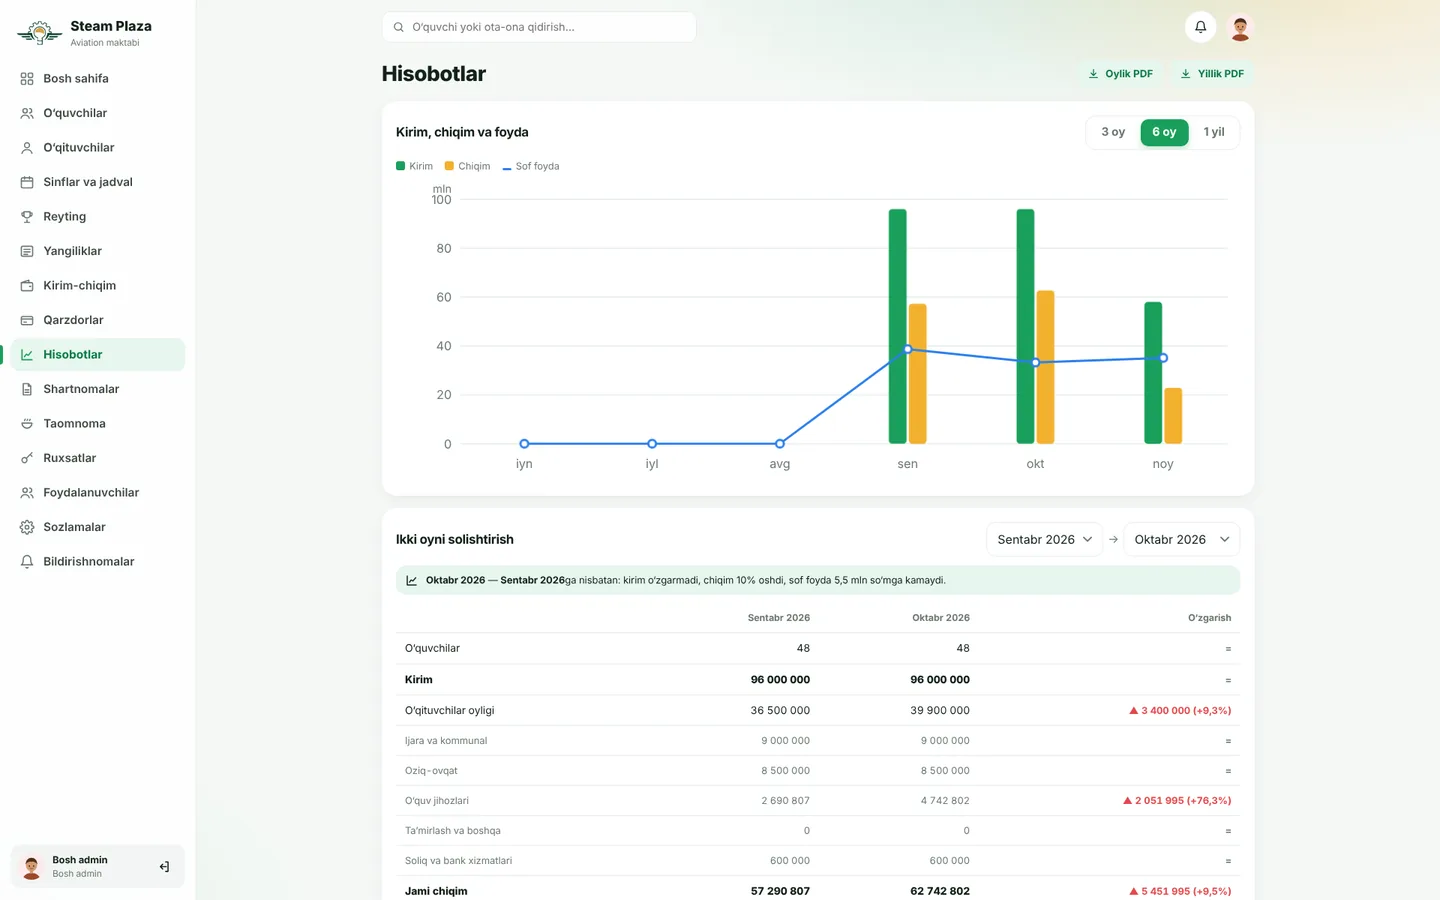 Steam Plaza
Aviation maktabi
Bosh sahifa
O‘quvchilar
O‘qituvchilar
Sinflar va jadval
Reyting
Yangiliklar
Kirim-chiqim
Qarzdorlar
Hisobotlar
Shartnomalar
Taomnoma
Ruxsatlar
Foydalanuvchilar
Sozlamalar
Bildirishnomalar
Bosh admin
Bosh admin
O‘quvchi yoki ota-ona qidirish...
Hisobotlar
Oylik PDF Yillik PDF
Kirim, chiqim va foyda
3 oy 6 oy 1 yil
Kirim Chiqim Sof foyda
mln
100
80
60
40
20
0
iyn iyl avg sen okt noy
Ikki oyni solishtirish
Sentabr 2026 → Oktabr 2026
Oktabr 2026 — Sentabr 2026ga nisbatan: kirim o‘zgarmadi, chiqim 10% oshdi, sof foyda 5,5 mln so‘mga kamaydi.
Sentabr 2026 Oktabr 2026 O‘zgarish
O‘quvchilar 48 48 =
Kirim 96 000 000 96 000 000 =
O‘qituvchilar oyligi 36 500 000 39 900 000 ▲ 3 400 000 (+9,3%)
Ijara va kommunal 9 000 000 9 000 000 =
Oziq-ovqat 8 500 000 8 500 000 =
O‘quv jihozlari 2 690 807 4 742 802 ▲ 2 051 995 (+76,3%)
Ta’mirlash va boshqa 0 0 =
Soliq va bank xizmatlari 600 000 600 000 =
Jami chiqim 57 290 807 62 742 802 ▲ 5 451 995 (+9,5%)